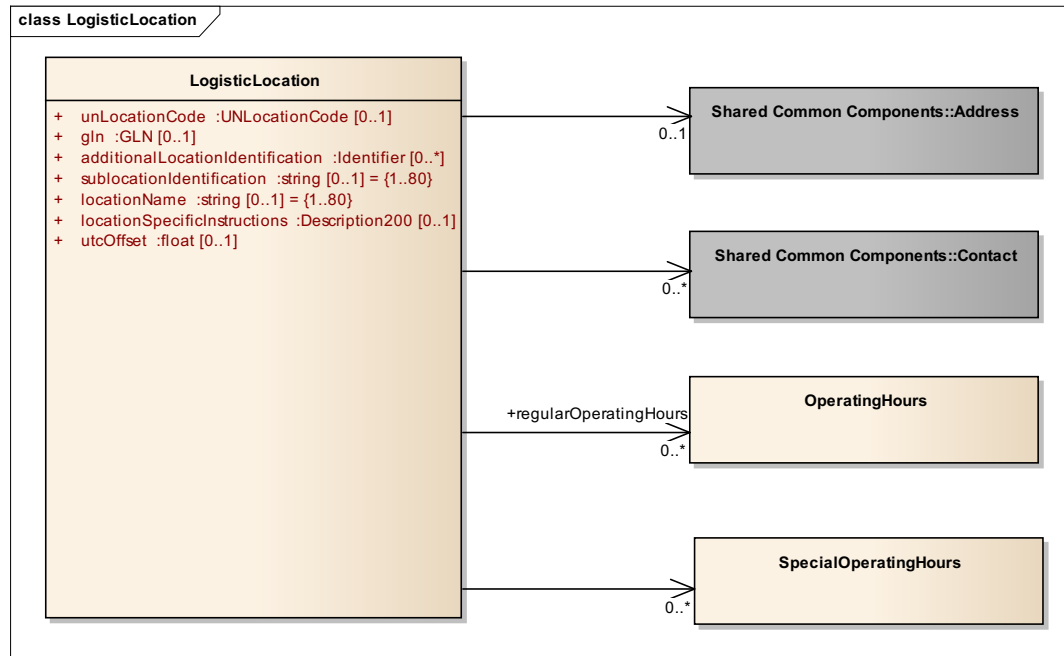 class LogisticLocation
LogisticLocation
+ unLocationCode :UNLocationCode [0..1]
+ gln :GLN [0..1]
+ additionalLocationIdentification :Identifier [0..*]
+ sublocationIdentification :string [0..1] = {1..80}
+ locationName :string [0..1] = {1..80}
+ locationSpecificInstructions :Description200 [0..1]
+ utcOffset :float [0..1]
Shared Common Components::Address
0..1
Shared Common Components::Contact
0..*
OperatingHours
+regularOperatingHours
0..*
SpecialOperatingHours
0..*